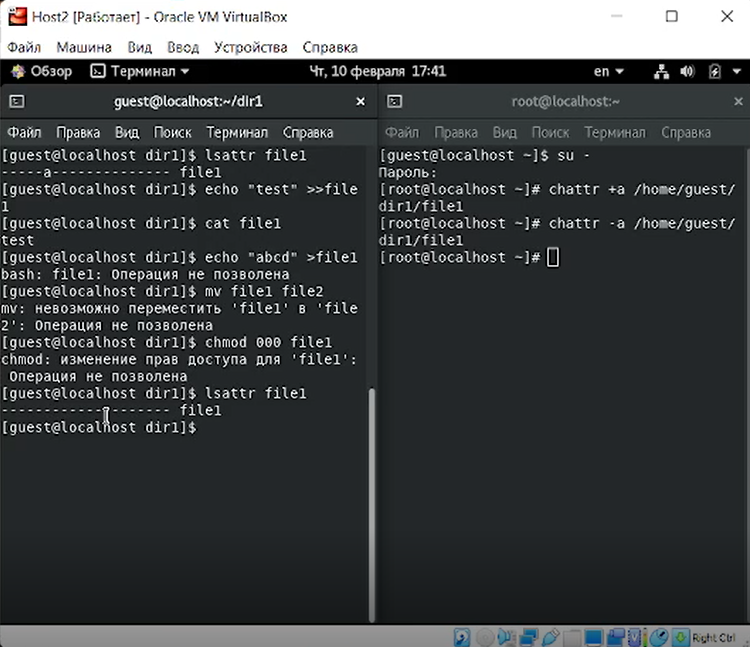 Host2 [Работает] - Oracle VM VirtualBox
Файл Машина Вид Ввод Устройства Справка
Обзор Терминал Чт, 10 февраля 17:41 en
guest@localhost:~/dir1
Файл Правка Вид Поиск Терминал Справка
[guest@localhost dir1]$ lsattr file1
-----a-------------- file1
[guest@localhost dir1]$ echo "test" >>file
1
[guest@localhost dir1]$ cat file1
test
[guest@localhost dir1]$ echo "abcd" >file1
bash: file1: Операция не позволена
[guest@localhost dir1]$ mv file1 file2
mv: невозможно переместить 'file1' в 'file
2': Операция не позволена
[guest@localhost dir1]$ chmod 000 file1
chmod: изменение прав доступа для 'file1':
Операция не позволена
[guest@localhost dir1]$ lsattr file1
-------------------- file1
[guest@localhost dir1]$
root@localhost:~
Файл Правка Вид Поиск Терминал Справка
[guest@localhost ~]$ su -
Пароль:
[root@localhost ~]# chattr +a /home/guest/
dir1/file1
[root@localhost ~]# chattr -a /home/guest/
dir1/file1
[root@localhost ~]#
Right Ctrl